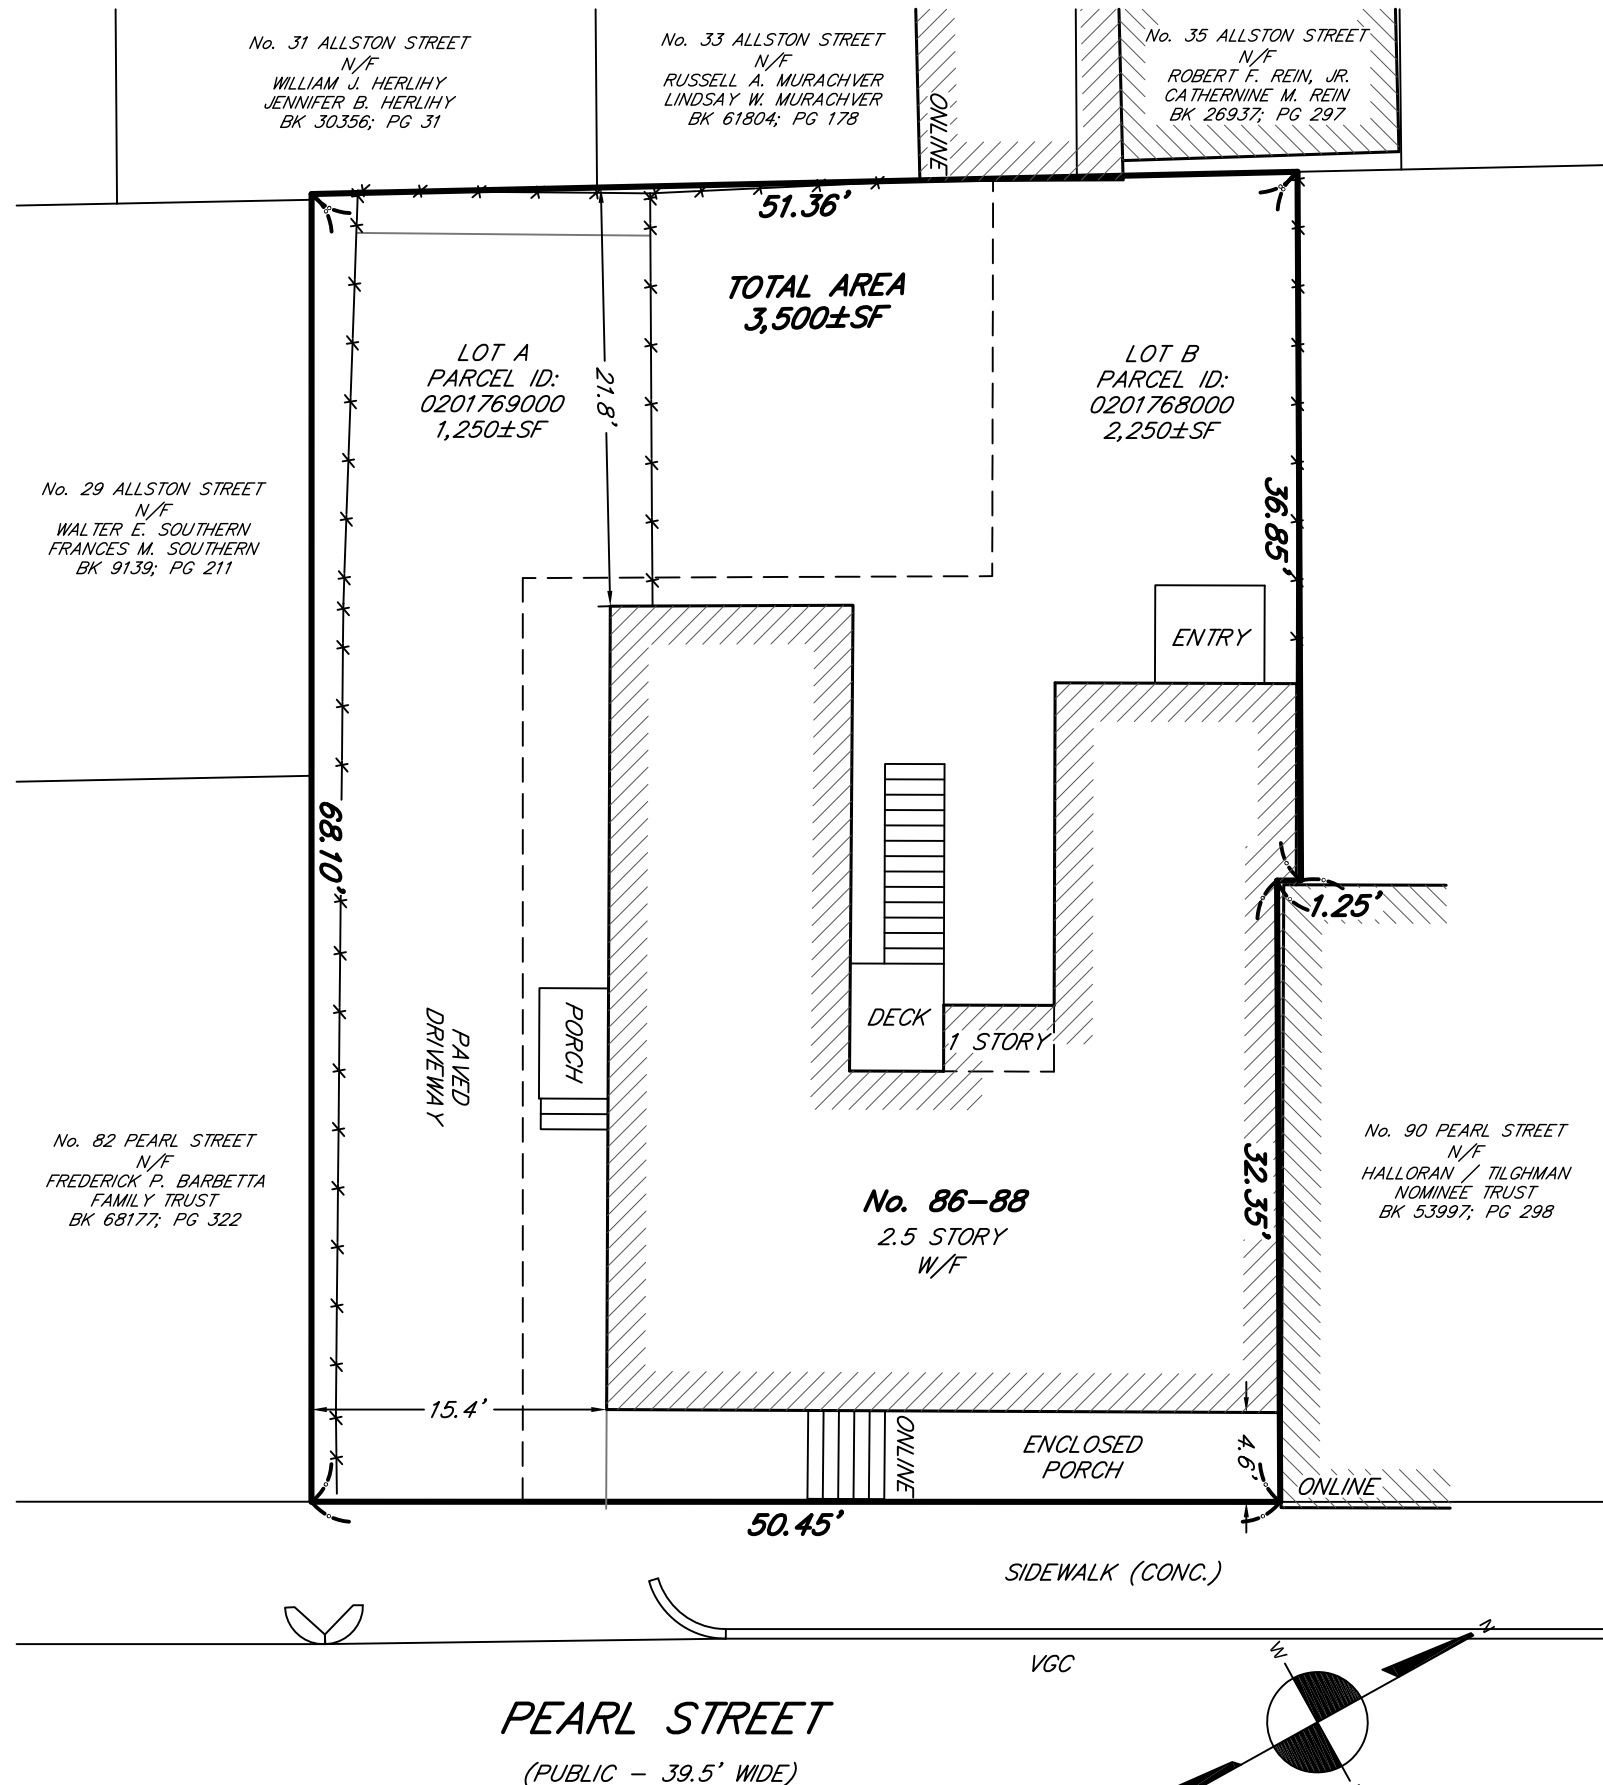 No. 31 ALLSTON STREET
N/F
WILLIAM J. HERLIHY
JENNIFER B. HERLIHY
BK 30356; PG 31
No. 33 ALLSTON STREET
N/F
RUSSELL A. MURACHVER
LINDSAY W. MURACHVER
BK 61804; PG 178
ONLINE
No. 35 ALLSTON STREET
N/F
ROBERT F. REIN, JR.
CATHERNINE M. REIN
BK 26937; PG 297
51.36'
TOTAL AREA
3,500±SF
LOT A
PARCEL ID:
0201769000
1,250±SF
21.8'
LOT B
PARCEL ID:
0201768000
2,250±SF
No. 29 ALLSTON STREET
N/F
WALTER E. SOUTHERN
FRANCES M. SOUTHERN
BK 9139; PG 211
36.85'
ENTRY
68.10'
1.25'
PAVED
DRIVEWAY
PORCH
DECK
1 STORY
No. 82 PEARL STREET
N/F
FREDERICK P. BARBETTA
FAMILY TRUST
BK 68177; PG 322
No. 86-88
2.5 STORY
W/F
32.35'
No. 90 PEARL STREET
N/F
HALLORAN / TILGHMAN
NOMINEE TRUST
BK 53997; PG 298
15.4'
ONLINE
ENCLOSED
PORCH
4.6'
ONLINE
50.45'
SIDEWALK (CONC.)
VGC
N
W
PEARL STREET
(PUBLIC - 39.5' WIDE)